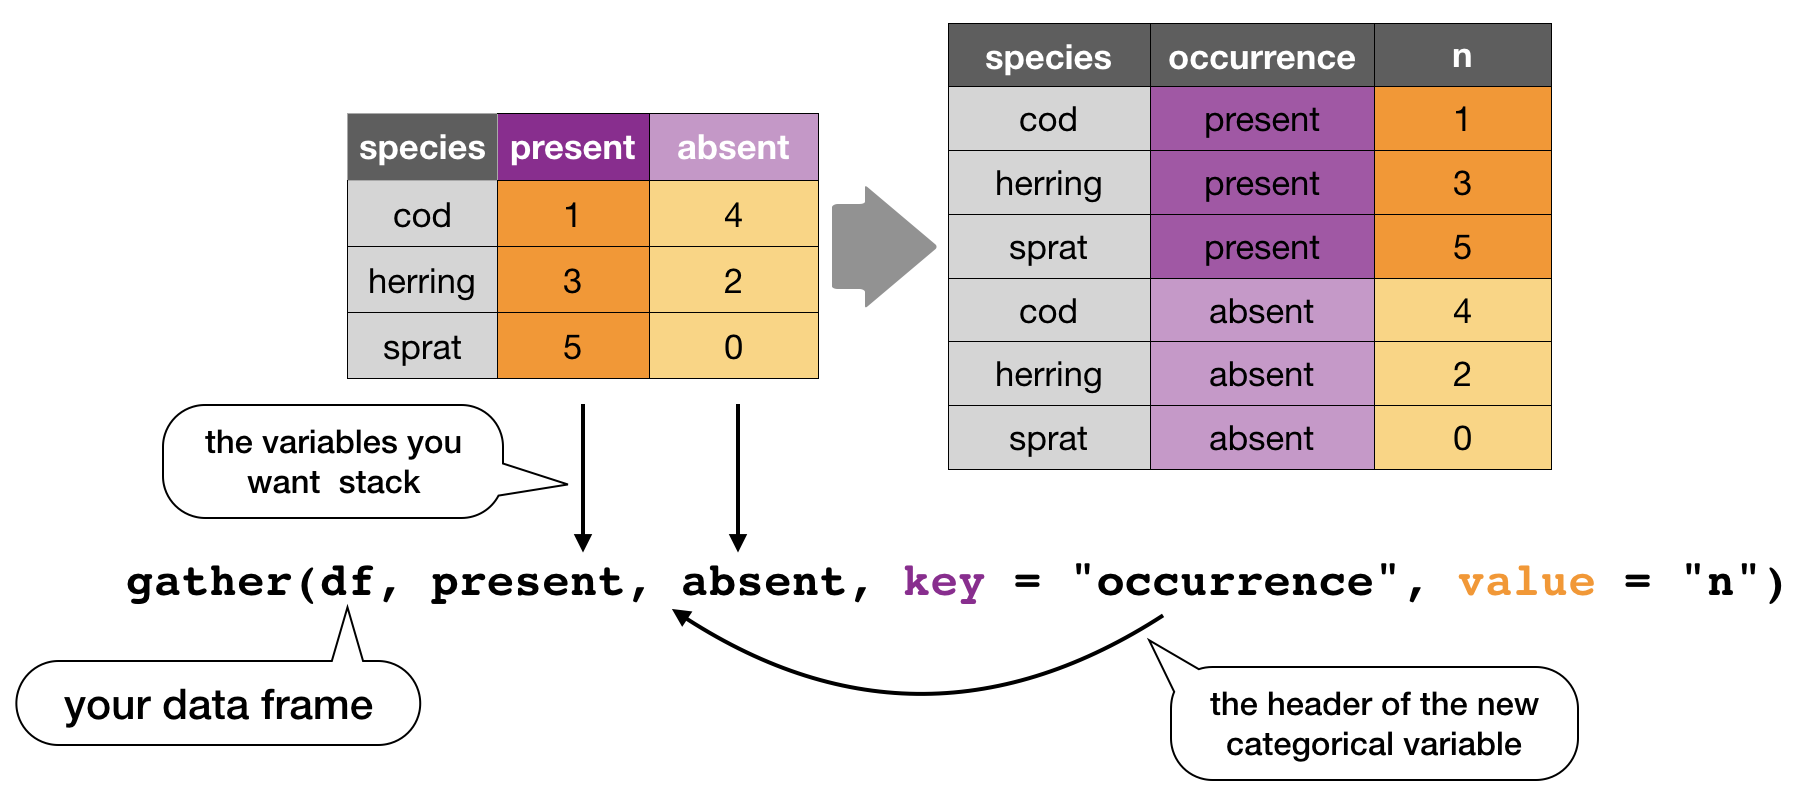 species present absent
cod 1 4
herring 3 2
sprat 5 0
species occurrence n
cod present 1
herring present 3
sprat present 5
cod absent 4
herring absent 2
sprat absent 0
the variables you
want stack
gather(df, present, absent, key = "occurrence", value = "n")
your data frame
the header of the new
categorical variable